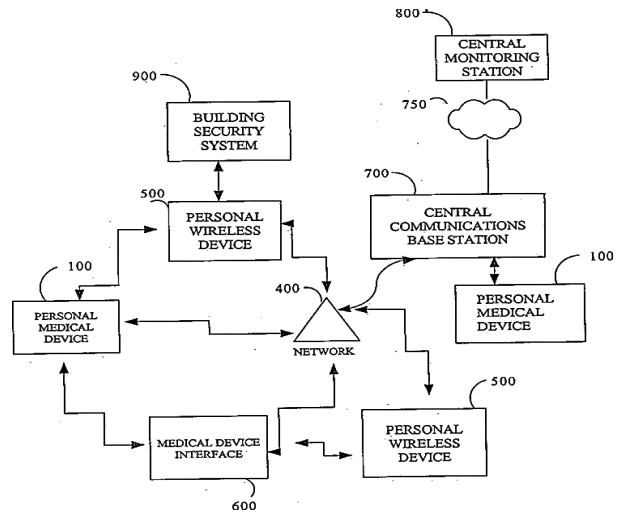 800
CENTRAL
MONITORING
STATION
900
750
BUILDING
SECURITY
SYSTEM
700
500
PERSONAL
WIRELESS
DEVICE
CENTRAL
COMMUNICATIONS
BASE STATION
100
PERSONAL
MEDICAL
DEVICE
400
NETWORK
100
PERSONAL
MEDICAL
DEVICE
500
MEDICAL DEVICE
INTERFACE
PERSONAL
WIRELESS
DEVICE
600